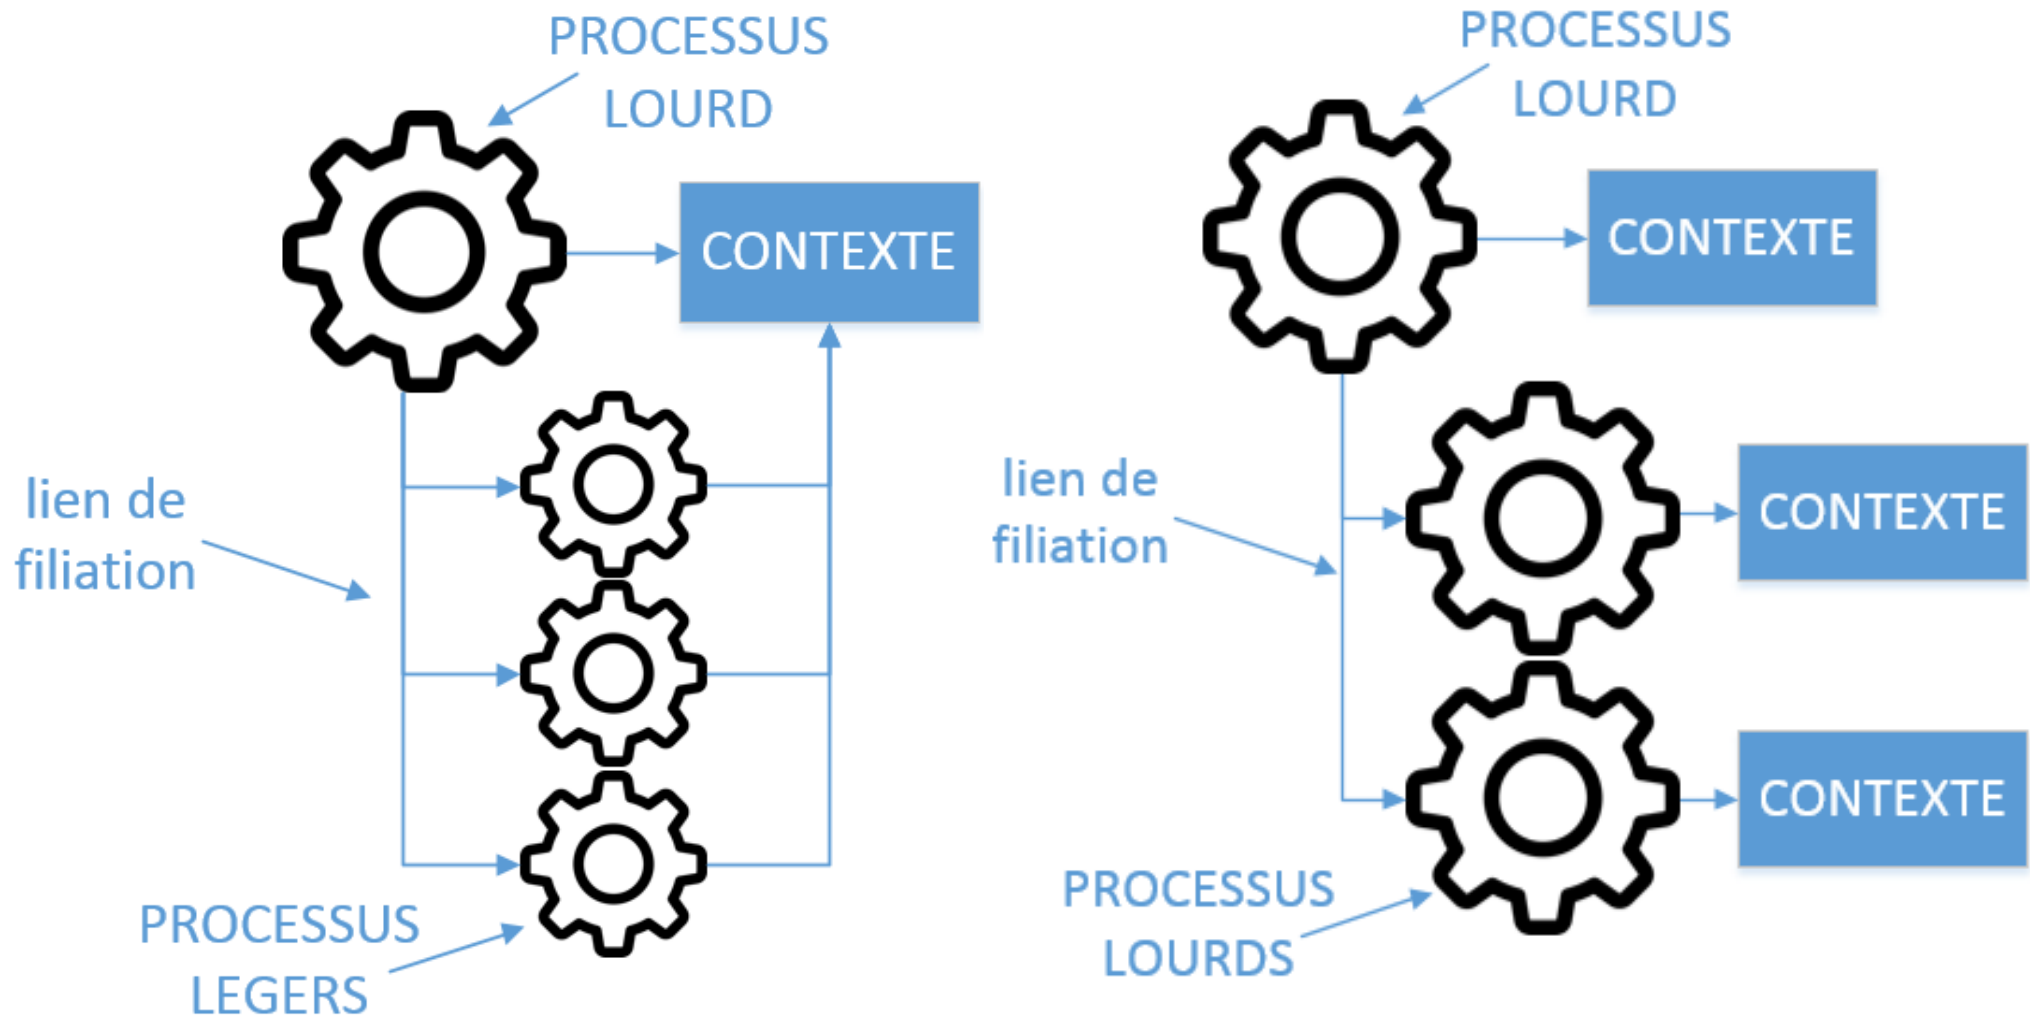 PROCESSUS
LOURD
CONTEXTE
lien de
filiation
PROCESSUS
LEGERS
PROCESSUS
LOURD
CONTEXTE
lien de
filiation
CONTEXTE
CONTEXTE
PROCESSUS
LOURDS